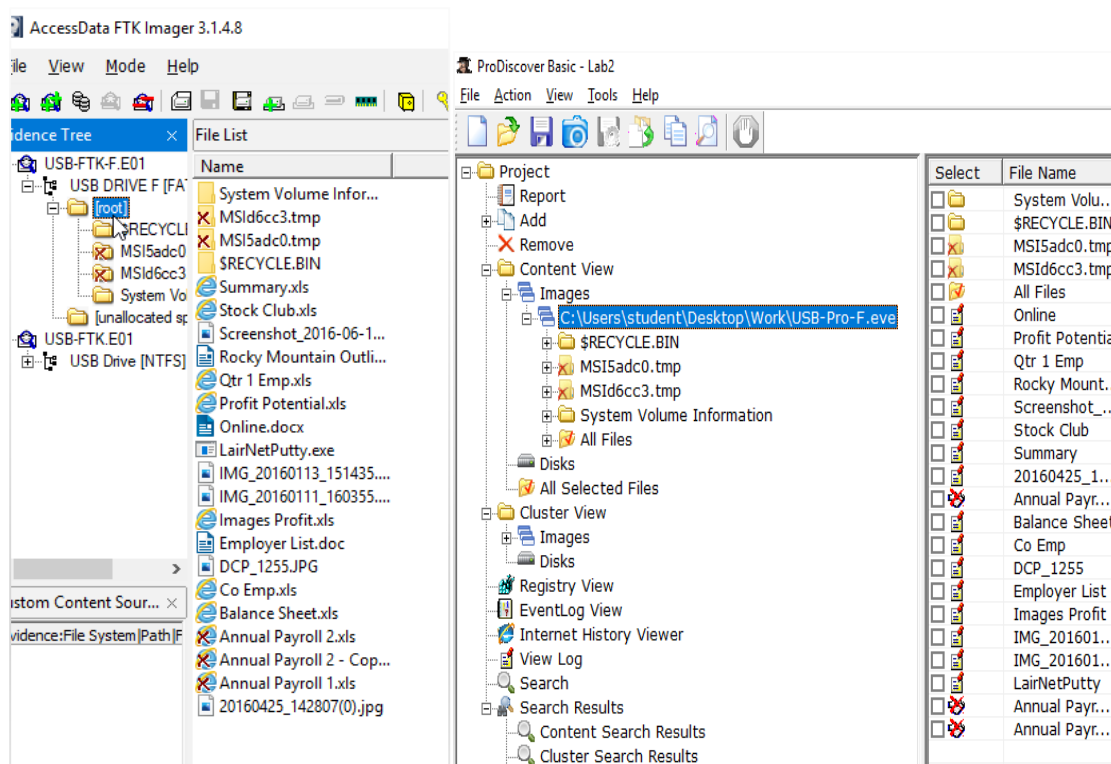 AccessData FTK Imager 3.1.4.8
ile View Mode Help
idence Tree
USB-FTK-F.E01
USB DRIVE F [FAT
[root]
$RECYCLI
MSI5adc0
MSId6cc3
System Vo
[unallocated sp
USB-FTK.E01
USB Drive [NTFS]
ustom Content Sour...
vidence:File System|Path|F
File List
Name
System Volume Infor...
MSId6cc3.tmp
MSI5adc0.tmp
$RECYCLE.BIN
Summary.xls
Stock Club.xls
Screenshot_2016-06-1...
Rocky Mountain Outli...
Qtr 1 Emp.xls
Profit Potential.xls
Online.docx
LairNetPutty.exe
IMG_20160113_151435....
IMG_20160111_160355....
Images Profit.xls
Employer List.doc
DCP_1255.JPG
Co Emp.xls
Balance Sheet.xls
Annual Payroll 2.xls
Annual Payroll 2 - Cop...
Annual Payroll 1.xls
20160425_142807(0).jpg
ProDiscover Basic - Lab2
File Action View Tools Help
Project
Report
Add
Remove
Content View
Images
C:\Users\student\Desktop\Work\USB-Pro-F.eve
$RECYCLE.BIN
MSI5adc0.tmp
MSId6cc3.tmp
System Volume Information
All Files
Disks
All Selected Files
Cluster View
Images
Disks
Registry View
EventLog View
Internet History Viewer
View Log
Search
Search Results
Content Search Results
Cluster Search Results
Select File Name
System Volu...
$RECYCLE.BIN
MSI5adc0.tmp
MSId6cc3.tmp
All Files
Online
Profit Potentia
Qtr 1 Emp
Rocky Mount...
Screenshot_...
Stock Club
Summary
20160425_1...
Annual Payr...
Balance Sheet
Co Emp
DCP_1255
Employer List
Images Profit
IMG_201601...
IMG_201601...
LairNetPutty
Annual Payr...
Annual Payr...